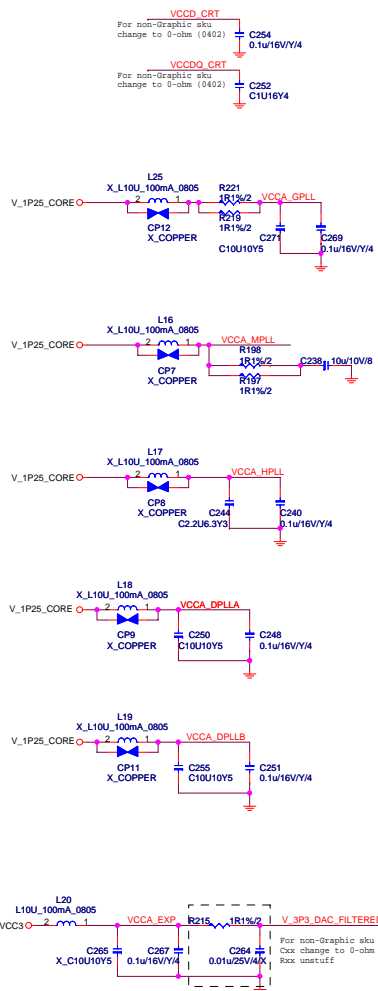 VCCD_CRT
For non-Graphic sku
change to 0-ohm (0402)
C254
0.1u/16V/Y/4
VCCDQ_CRT
For non-Graphic sku
change to 0-ohm (0402)
C252
C1U16Y4
L25
X_L10U_100mA_0805
V_1P25_CORE
2 1
CP12
X_COPPER
R221
1R1%/2
R219
1R1%/2
VCCA_GPLL
C271
C10U10Y5
C269
0.1u/16V/Y/4
L16
X_L10U_100mA_0805
V_1P25_CORE
2 1
CP7
X_COPPER
VCCA_MPLL
R198
1R1%/2
R197
1R1%/2
C238
10u/10V/8
L17
X_L10U_100mA_0805
V_1P25_CORE
2 1
CP8
X_COPPER
VCCA_HPLL
C244
C2.2U6.3Y3
C240
0.1u/16V/Y/4
L18
X_L10U_100mA_0805
V_1P25_CORE
2 1
CP9
X_COPPER
VCCA_DPLLA
C250
C10U10Y5
C248
0.1u/16V/Y/4
L19
X_L10U_100mA_0805
V_1P25_CORE
2 1
CP11
X_COPPER
VCCA_DPLLB
C255
C10U10Y5
C251
0.1u/16V/Y/4
L20
L10U_100mA_0805
VCC3
2 1
VCCA_EXP
R215
1R1%/2
V_3P3_DAC_FILTERED
C265
X_C10U10Y5
C267
0.1u/16V/Y/4
C264
0.01u/25V/4/X
For non-Graphic sku
Cxx change to 0-ohm
Rxx unstuff